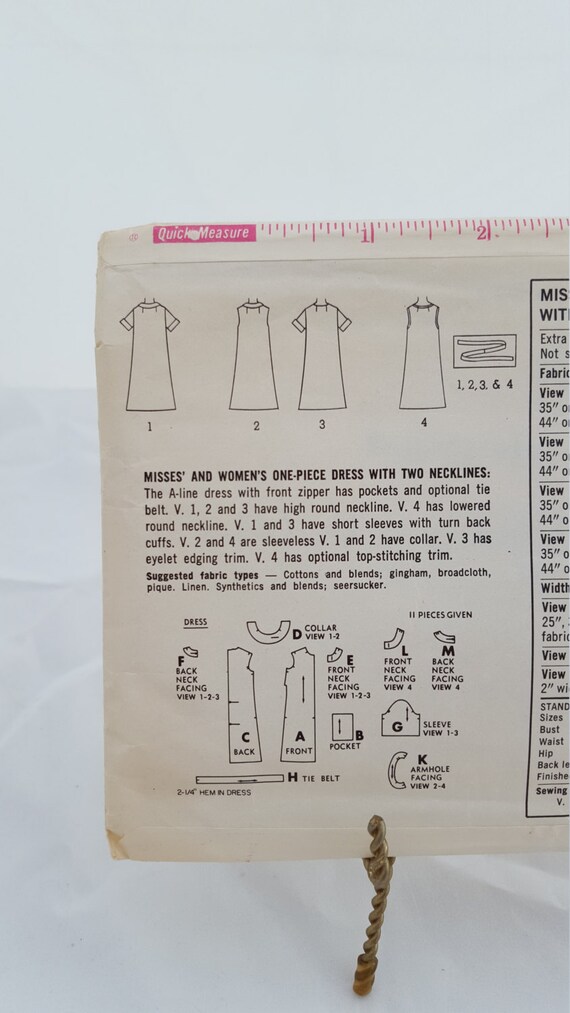 Quick Measure
1
2
1
2
3
4
1, 2, 3. & 4
MISSES' AND WOMEN'S ONE-PIECE DRESS WITH TWO NECKLINES:
The A-line dress with front zipper has pockets and optional tie
belt. V. 1, 2 and 3 have high round neckline. V. 4 has lowered
round neckline. V. 1 and 3 have short sleeves with turn back
cuffs. V. 2 and 4 are sleeveless V. 1 and 2 have collar. V. 3 has
eyelet edging trim. V. 4 has optional top-stitching trim.
Suggested fabric types — Cottons and blends; gingham, broadcloth,
pique. Linen. Synthetics and blends; seersucker.
DRESS
11 PIECES GIVEN
D COLLAR
VIEW 1-2
F
BACK
NECK
FACING
VIEW 1-2-3
E
FRONT
NECK
FACING
VIEW 1-2-3
L
FRONT
NECK
FACING
VIEW 4
M
BACK
NECK
FACING
VIEW 4
C
BACK
A
FRONT
B
POCKET
G
SLEEVE
VIEW 1-3
K
ARMHOLE
FACING
VIEW 2-4
H TIE BELT
2-1/4" HEM IN DRESS
MIS
WIT
Extra
Not s
Fabric
View
35" o
44" o
View
35" o
44" o
View
35" o
44" o
View
35" o
44" o
Width
View
25",
fabric
View
View
2" wi
STAND
Sizes
Bust
Waist
Hip
Back le
Finishe
Sewing
V.